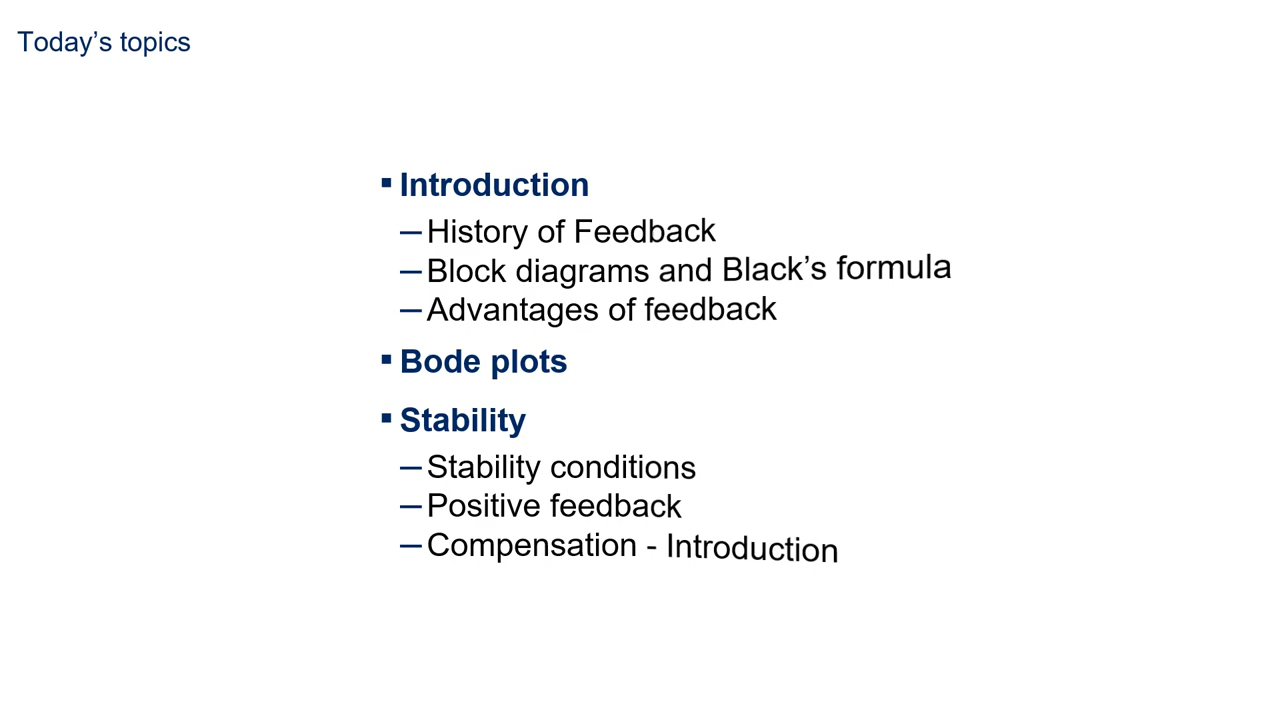 Today’s topics
▪ Introduction
– History of Feedback
– Block diagrams and Black’s formula
– Advantages of feedback
▪ Bode plots
▪ Stability
– Stability conditions
– Positive feedback
– Compensation - Introduction